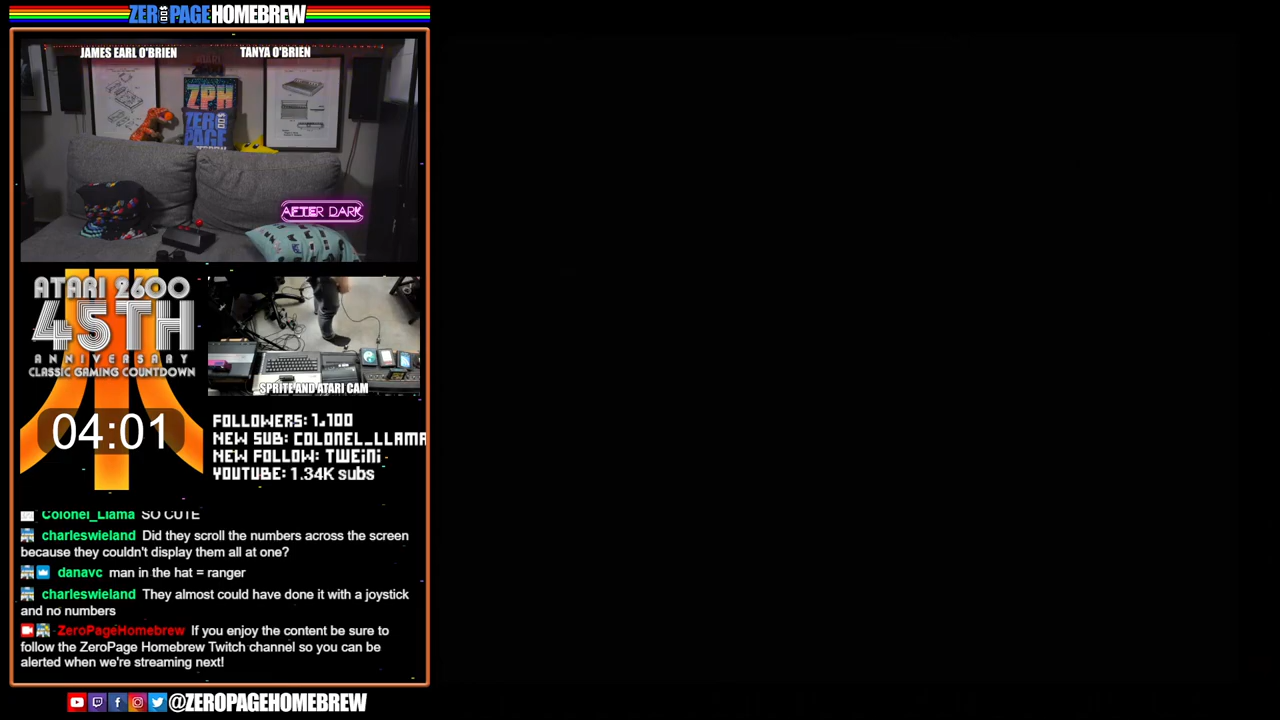 ZEROPAGE HOMEBREW
JAMES EARL O'BRIEN
TANYA O'BRIEN
ZPH
ZERO
PAGE
AFTER DARK
ATARI 2600
45TH
ANNIVERSARY
CLASSIC GAMING COUNTDOWN
04:01
SPRITE AND ATARI CAM
FOLLOWERS: 1,100
NEW SUB: COLONEL_LLAMA
NEW FOLLOW: TWEINI
YOUTUBE: 1.34K subs
Colonel_Llama SO CUTE
charleswieland Did they scroll the numbers across the screen
because they couldn't display them all at one?
danavc man in the hat = ranger
charleswieland They almost could have done it with a joystick
and no numbers
ZeroPageHomebrew If you enjoy the content be sure to
follow the ZeroPage Homebrew Twitch channel so you can be
alerted when we're streaming next!
@ZEROPAGEHOMEBREW